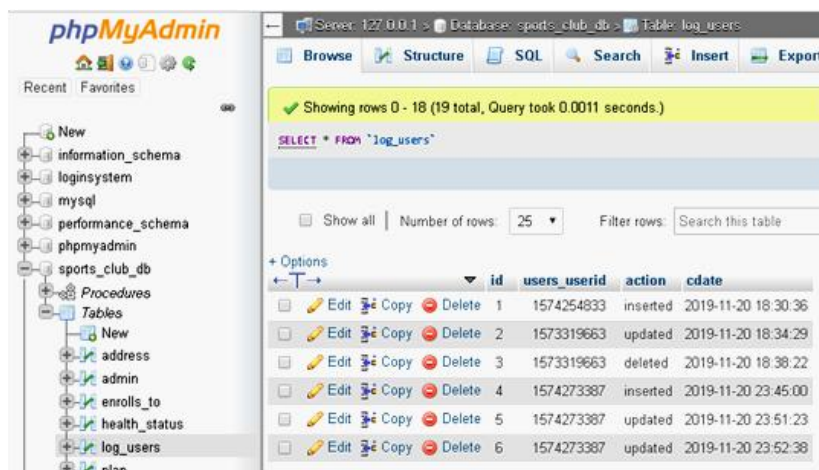 phpMyAdmin
Recent Favorites
New
information_schema
loginsystem
mysql
performance_schema
phpmyadmin
sports_club_db
Procedures
Tables
New
address
admin
enrolls_to
health_status
log_users
plan
Server: 127.0.0.1 > Database: sports_club_db > Table: log_users
Browse Structure SQL Search Insert Export
Showing rows 0 - 18 (19 total, Query took 0.0011 seconds.)
SELECT * FROM `log_users`
Show all | Number of rows: 25 Filter rows: Search this table
+ Options
←T→ id users_userid action cdate
Edit Copy Delete 1 1574254833 inserted 2019-11-20 18:30:36
Edit Copy Delete 2 1573319663 updated 2019-11-20 18:34:29
Edit Copy Delete 3 1573319663 deleted 2019-11-20 18:38:22
Edit Copy Delete 4 1574273387 inserted 2019-11-20 23:45:00
Edit Copy Delete 5 1574273387 updated 2019-11-20 23:51:23
Edit Copy Delete 6 1574273387 updated 2019-11-20 23:52:38